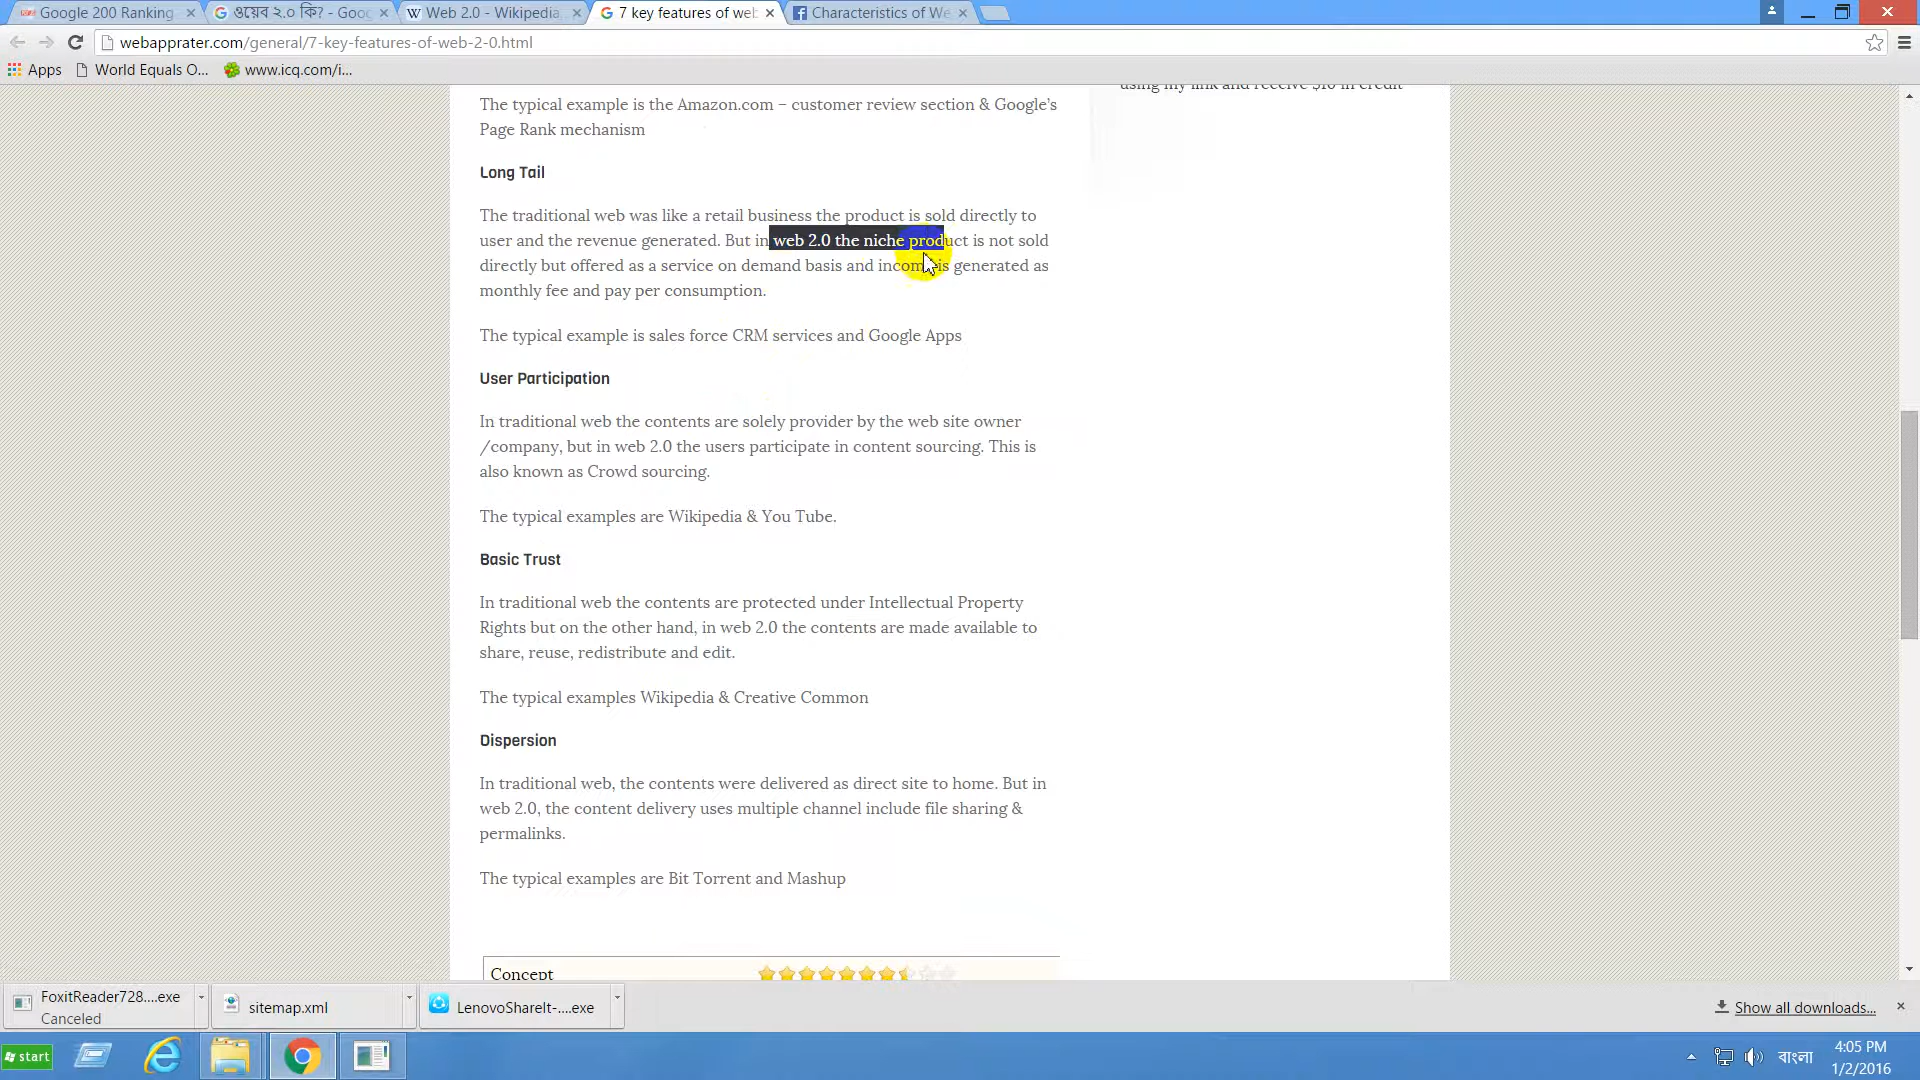 Google 200 Ranking
ওয়েব ২.০ কি? - Goog
Web 2.0 - Wikipedia,
7 key features of web
Characteristics of We
webapprater.com/general/7-key-features-of-web-2-0.html
Apps
World Equals O...
www.icq.com/i...
using my link and receive $10 in credit
The typical example is the Amazon.com – customer review section & Google's
Page Rank mechanism
Long Tail
The traditional web was like a retail business the product is sold directly to
user and the revenue generated. But in web 2.0 the niche product is not sold
directly but offered as a service on demand basis and income is generated as
monthly fee and pay per consumption.
The typical example is sales force CRM services and Google Apps
User Participation
In traditional web the contents are solely provider by the web site owner
/company, but in web 2.0 the users participate in content sourcing. This is
also known as Crowd sourcing.
The typical examples are Wikipedia & You Tube.
Basic Trust
In traditional web the contents are protected under Intellectual Property
Rights but on the other hand, in web 2.0 the contents are made available to
share, reuse, redistribute and edit.
The typical examples Wikipedia & Creative Common
Dispersion
In traditional web, the contents were delivered as direct site to home. But in
web 2.0, the content delivery uses multiple channel include file sharing &
permalinks.
The typical examples are Bit Torrent and Mashup
Concept
FoxitReader728....exe
Canceled
sitemap.xml
LenovoShareIt-....exe
Show all downloads...
start
বাংলা
4:05 PM
1/2/2016